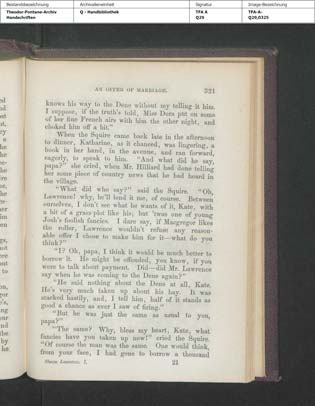 Bestandsbezeichnung Archivalieneinheit Signatur Image-Bezeichnung
Theodor-Fontane-Archiv Q - Handbibliothek TFA A TFA-A-
Handschriften Q29 Q29,0325
AN OFFER OF MARRIAGE. 321
knows his way to the Dene without my telling it him.
I suppose, if the truth's told, Miss Dora put on some
of her fine French airs with him the other night, and
choked him off a bit."
When the Squire came back late in the afternoon
to dinner, Katharine, as it chanced, was lingering, a
book in her hand, in the avenue, and ran forward,
eagerly, to speak to him. "And what did he say,
papa?" she cried, when Mr. Hilliard had done telling
her some piece of country news that he had heard in
the village.
"What did who say?" said the Squire. "Oh,
Lawrence! why, he'll lend it me, of course. Between
ourselves, I don't see what he wants of it, Kate, with
a bit of a grass-plot like his; but 'twas one of young
Josh's foolish fancies. I dare say, if Macgregor likes
the roller, Lawrence wouldn't refuse any reason-
able offer I chose to make him for it—what do you
think?"
"I? Oh, papa, I think it would be much better to
borrow it. He might be offended, you know, if you
were to talk about payment. Did—did Mr. Lawrence
say when he was coming to the Dene again?"
"He said nothing about the Dene at all, Kate.
He's very much taken up about his hay. It was
stacked hastily, and, I tell him, half of it stands as
good a chance as ever I saw of firing."
"But he was just the same as usual to you,
papa?"
"The same? Why, bless my heart, Kate, what
fancies have you taken up now!" cried the Squire.
"Of course the man was the same. One would think,
from your face, I had gone to borrow a thousand
Steven Lawrence. I. 21